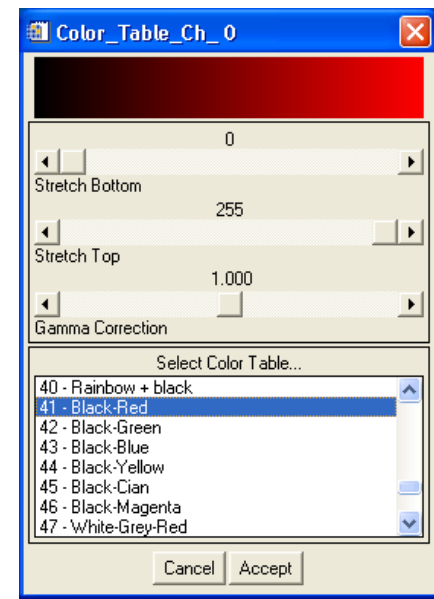 Color_Table_Ch_ 0
0
Stretch Bottom
255
Stretch Top
1.000
Gamma Correction
Select Color Table...
40 - Rainbow + black
41 - Black-Red
42 - Black-Green
43 - Black-Blue
44 - Black-Yellow
45 - Black-Cian
46 - Black-Magenta
47 - White-Grey-Red
Cancel Accept